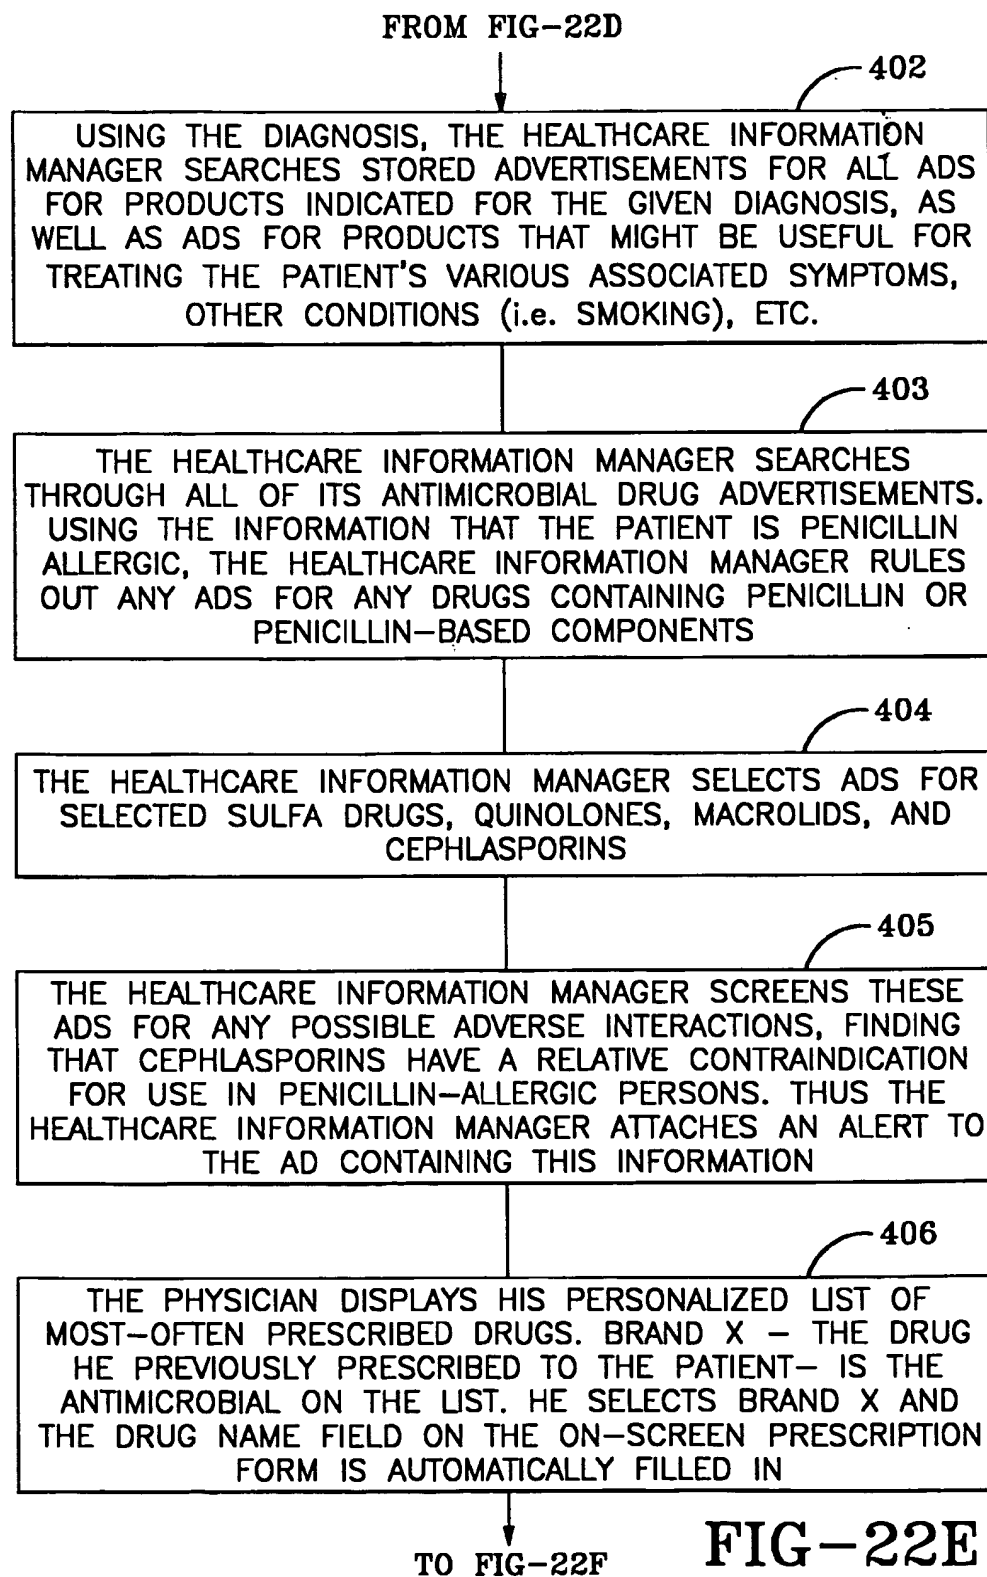 FROM FIG-22D
402
USING THE DIAGNOSIS, THE HEALTHCARE INFORMATION
MANAGER SEARCHES STORED ADVERTISEMENTS FOR ALL ADS
FOR PRODUCTS INDICATED FOR THE GIVEN DIAGNOSIS, AS
WELL AS ADS FOR PRODUCTS THAT MIGHT BE USEFUL FOR
TREATING THE PATIENT'S VARIOUS ASSOCIATED SYMPTOMS,
OTHER CONDITIONS (i.e. SMOKING), ETC.
403
THE HEALTHCARE INFORMATION MANAGER SEARCHES
THROUGH ALL OF ITS ANTIMICROBIAL DRUG ADVERTISEMENTS.
USING THE INFORMATION THAT THE PATIENT IS PENICILLIN
ALLERGIC, THE HEALTHCARE INFORMATION MANAGER RULES
OUT ANY ADS FOR ANY DRUGS CONTAINING PENICILLIN OR
PENICILLIN-BASED COMPONENTS
404
THE HEALTHCARE INFORMATION MANAGER SELECTS ADS FOR
SELECTED SULFA DRUGS, QUINOLONES, MACROLIDS, AND
CEPHLASPORINS
405
THE HEALTHCARE INFORMATION MANAGER SCREENS THESE
ADS FOR ANY POSSIBLE ADVERSE INTERACTIONS, FINDING
THAT CEPHLASPORINS HAVE A RELATIVE CONTRAINDICATION
FOR USE IN PENICILLIN-ALLERGIC PERSONS. THUS THE
HEALTHCARE INFORMATION MANAGER ATTACHES AN ALERT TO
THE AD CONTAINING THIS INFORMATION
406
THE PHYSICIAN DISPLAYS HIS PERSONALIZED LIST OF
MOST-OFTEN PRESCRIBED DRUGS. BRAND X - THE DRUG
HE PREVIOUSLY PRESCRIBED TO THE PATIENT- IS THE
ANTIMICROBIAL ON THE LIST. HE SELECTS BRAND X AND
THE DRUG NAME FIELD ON THE ON-SCREEN PRESCRIPTION
FORM IS AUTOMATICALLY FILLED IN
TO FIG-22F
FIG-22E